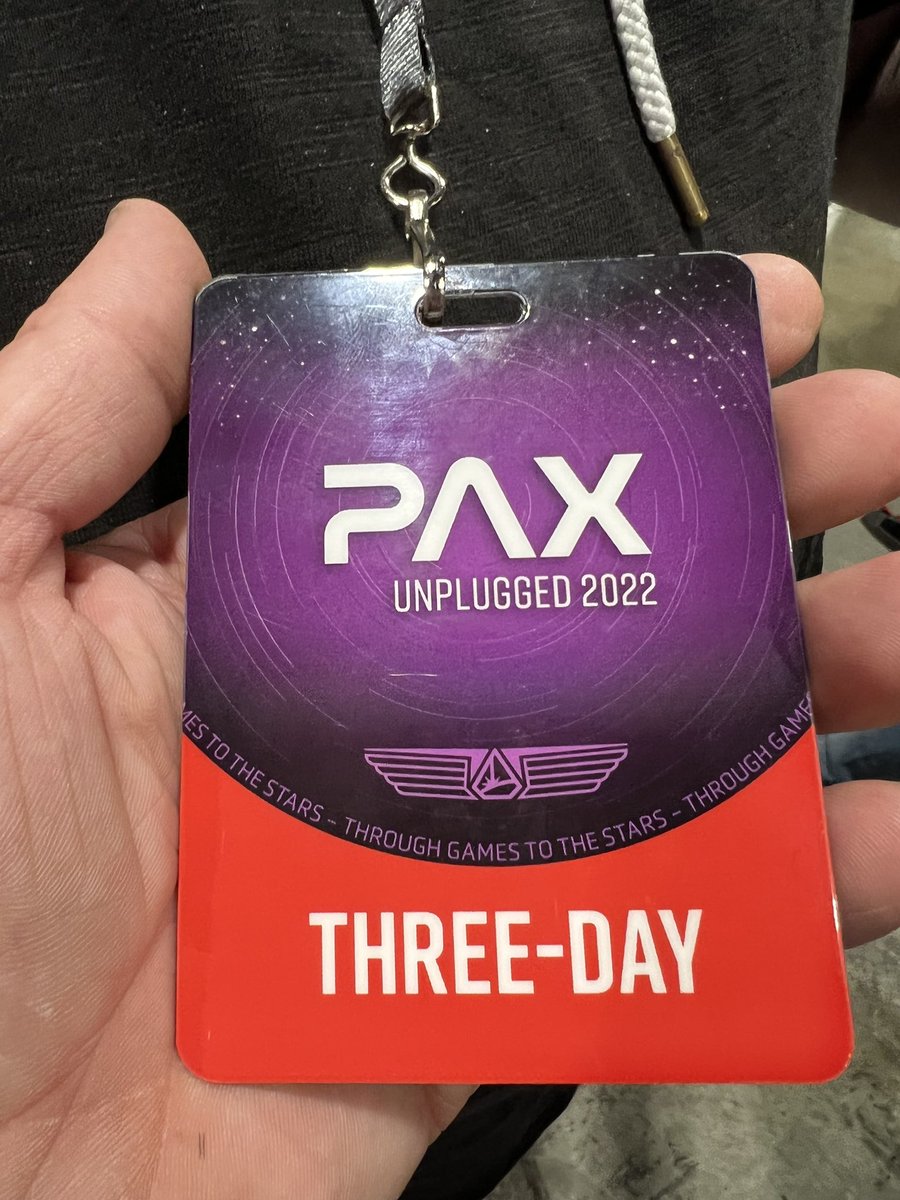 PAX
UNPLUGGED 2022
MES TO THE STARS – THROUGH GAMES TO THE STARS – THROUGH GAME
THREE-DAY